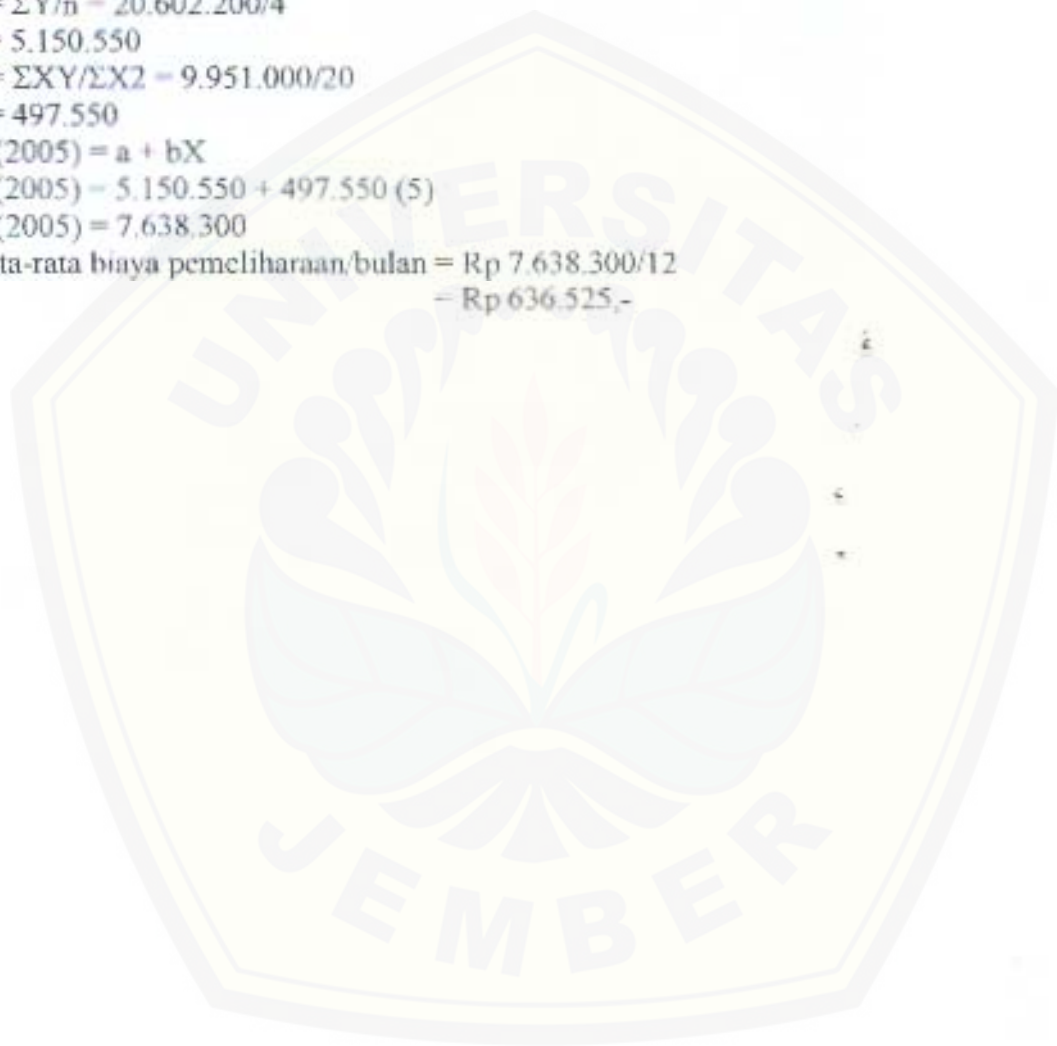 = ΣY/n = 20.602.200/4
= 5.150.550
= ΣXY/ΣX2 = 9.951.000/20
= 497.550
(2005) = a + bX
(2005) = 5.150.550 + 497.550 (5)
(2005) = 7.638.300
ta-rata biaya pemeliharaan/bulan = Rp 7.638.300/12
= Rp 636.525,-
UNIVERSITAS
JEMBER